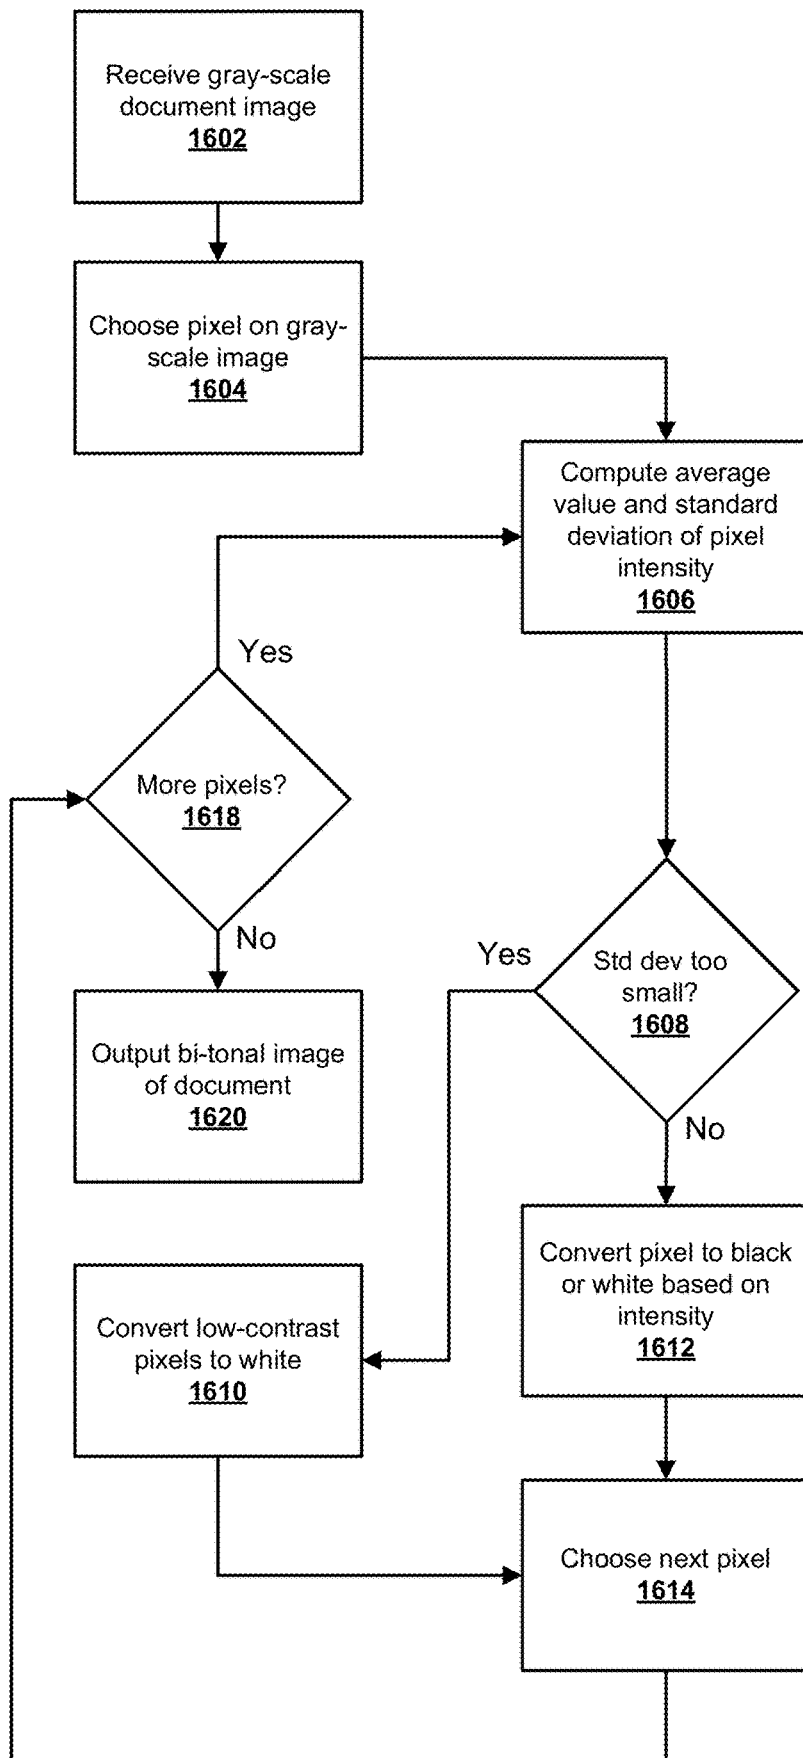 Receive gray-scale
document image
1602
Choose pixel on gray-
scale image
1604
Compute average
value and standard
deviation of pixel
intensity
1606
Yes
More pixels?
1618
No
Yes
Std dev too
small?
1608
No
Output bi-tonal image
of document
1620
Convert pixel to black
or white based on
intensity
1612
Convert low-contrast
pixels to white
1610
Choose next pixel
1614